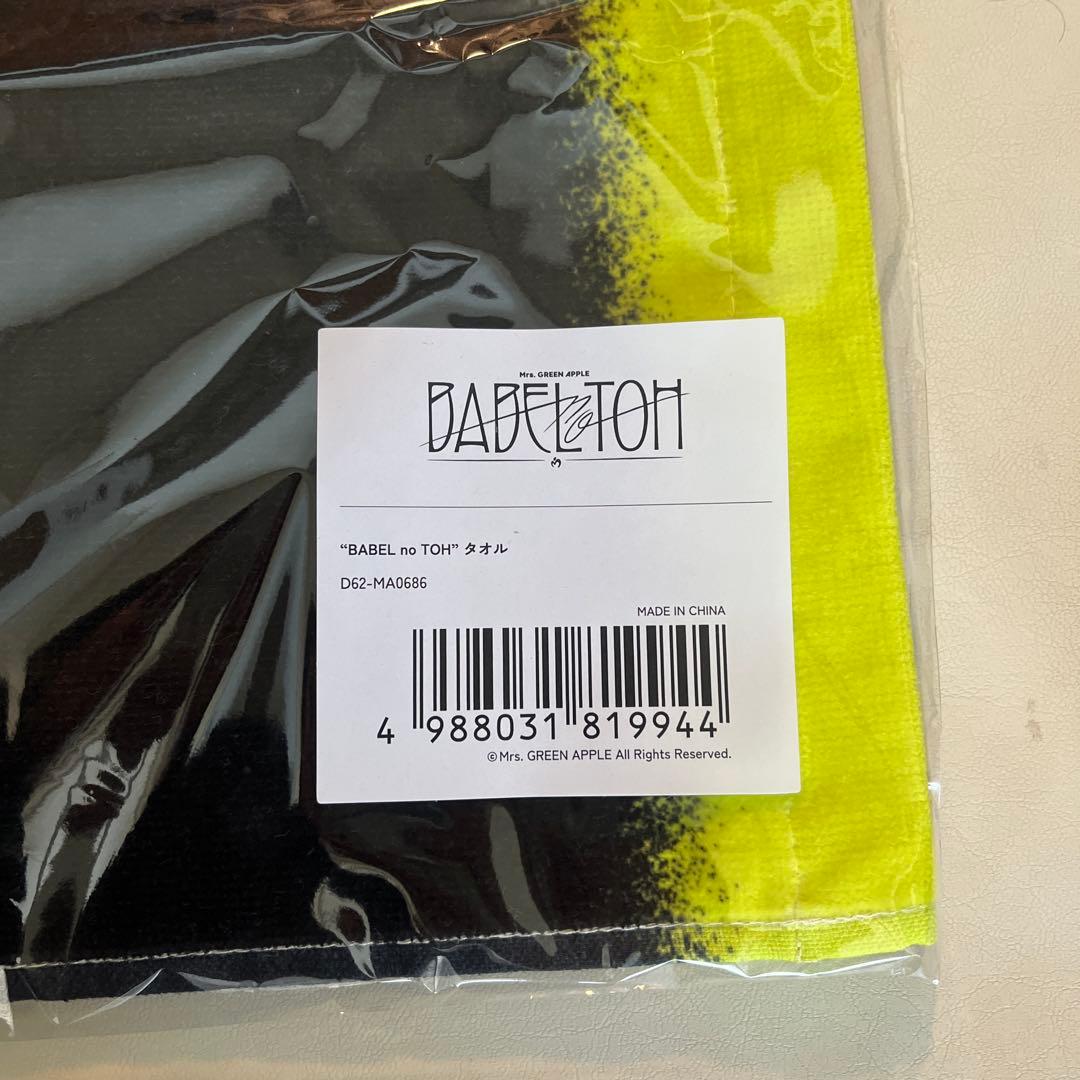 Mrs. GREEN APPLE
BABEL no TOH
“BABEL no TOH” タオル
D62-MA0686
MADE IN CHINA
4 988031 819944
©Mrs. GREEN APPLE All Rights Reserved.